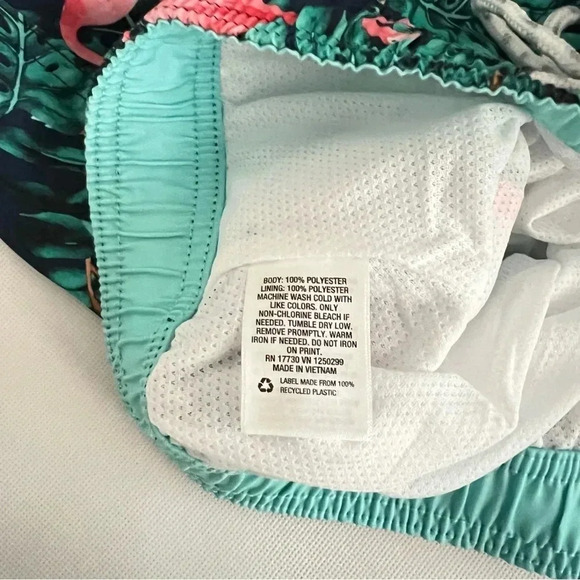 BODY: 100% POLYESTER
LINING: 100% POLYESTER
MACHINE WASH COLD WITH
LIKE COLORS. ONLY
NON-CHLORINE BLEACH IF
NEEDED. TUMBLE DRY LOW.
REMOVE PROMPTLY. WARM
IRON IF NEEDED. DO NOT IRON
ON PRINT.
RN 17730 VN 1250299
MADE IN VIETNAM
LABEL MADE FROM 100%
RECYCLED PLASTIC